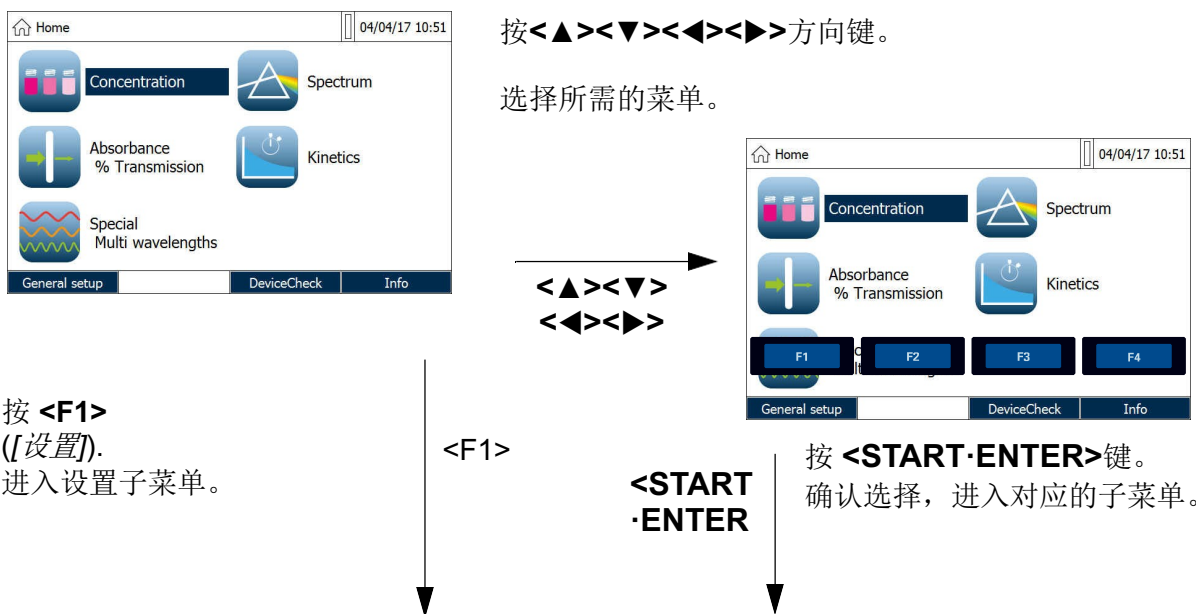 Home
04/04/17 10:51
Concentration
Spectrum
Absorbance
% Transmission
Kinetics
Special
Multi wavelengths
General setup
DeviceCheck
Info
按<▲><▼><◀><▶>方向键。
选择所需的菜单。
<▲><▼>
<◀><▶>
Home
04/04/17 10:51
Concentration
Spectrum
Absorbance
% Transmission
Kinetics
F1
F2
F3
F4
General setup
DeviceCheck
Info
按 <F1>
([设置]).
进入设置子菜单。
<F1>
<START
·ENTER
按 <START·ENTER>键。
确认选择，进入对应的子菜单。